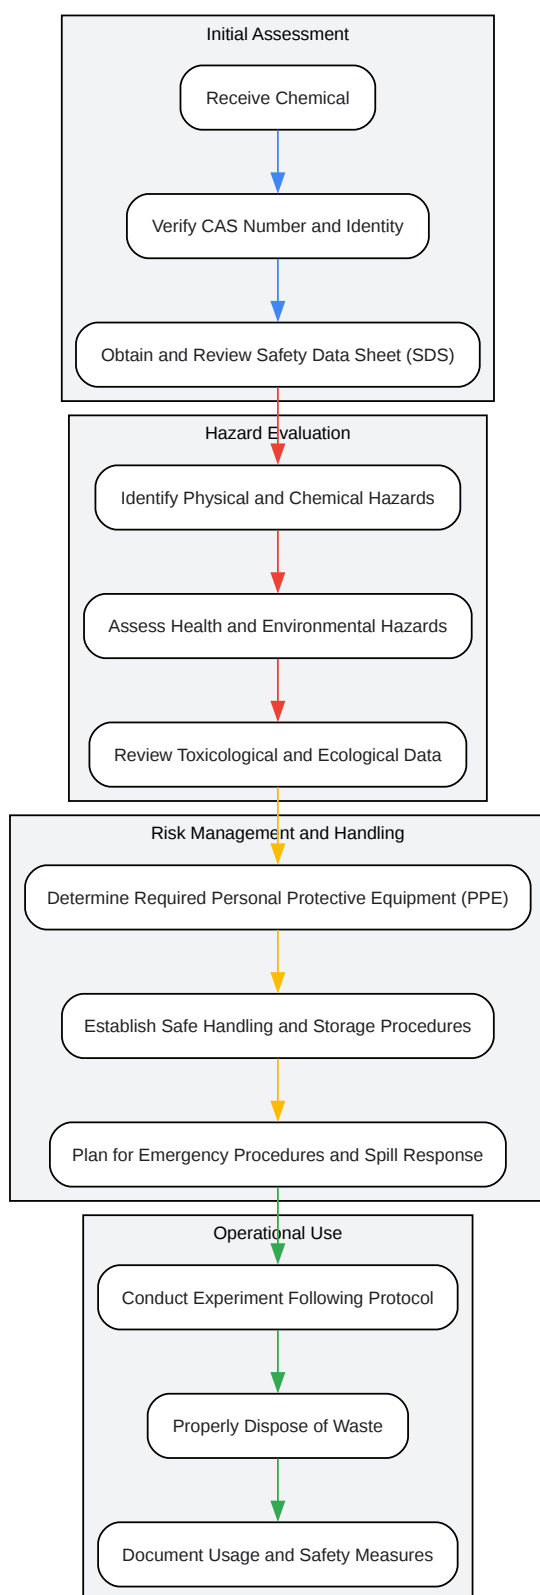 Initial Assessment
Receive Chemical
Verify CAS Number and Identity
Obtain and Review Safety Data Sheet (SDS)
Hazard Evaluation
Identify Physical and Chemical Hazards
Assess Health and Environmental Hazards
Review Toxicological and Ecological Data
Risk Management and Handling
Determine Required Personal Protective Equipment (PPE)
Establish Safe Handling and Storage Procedures
Plan for Emergency Procedures and Spill Response
Operational Use
Conduct Experiment Following Protocol
Properly Dispose of Waste
Document Usage and Safety Measures